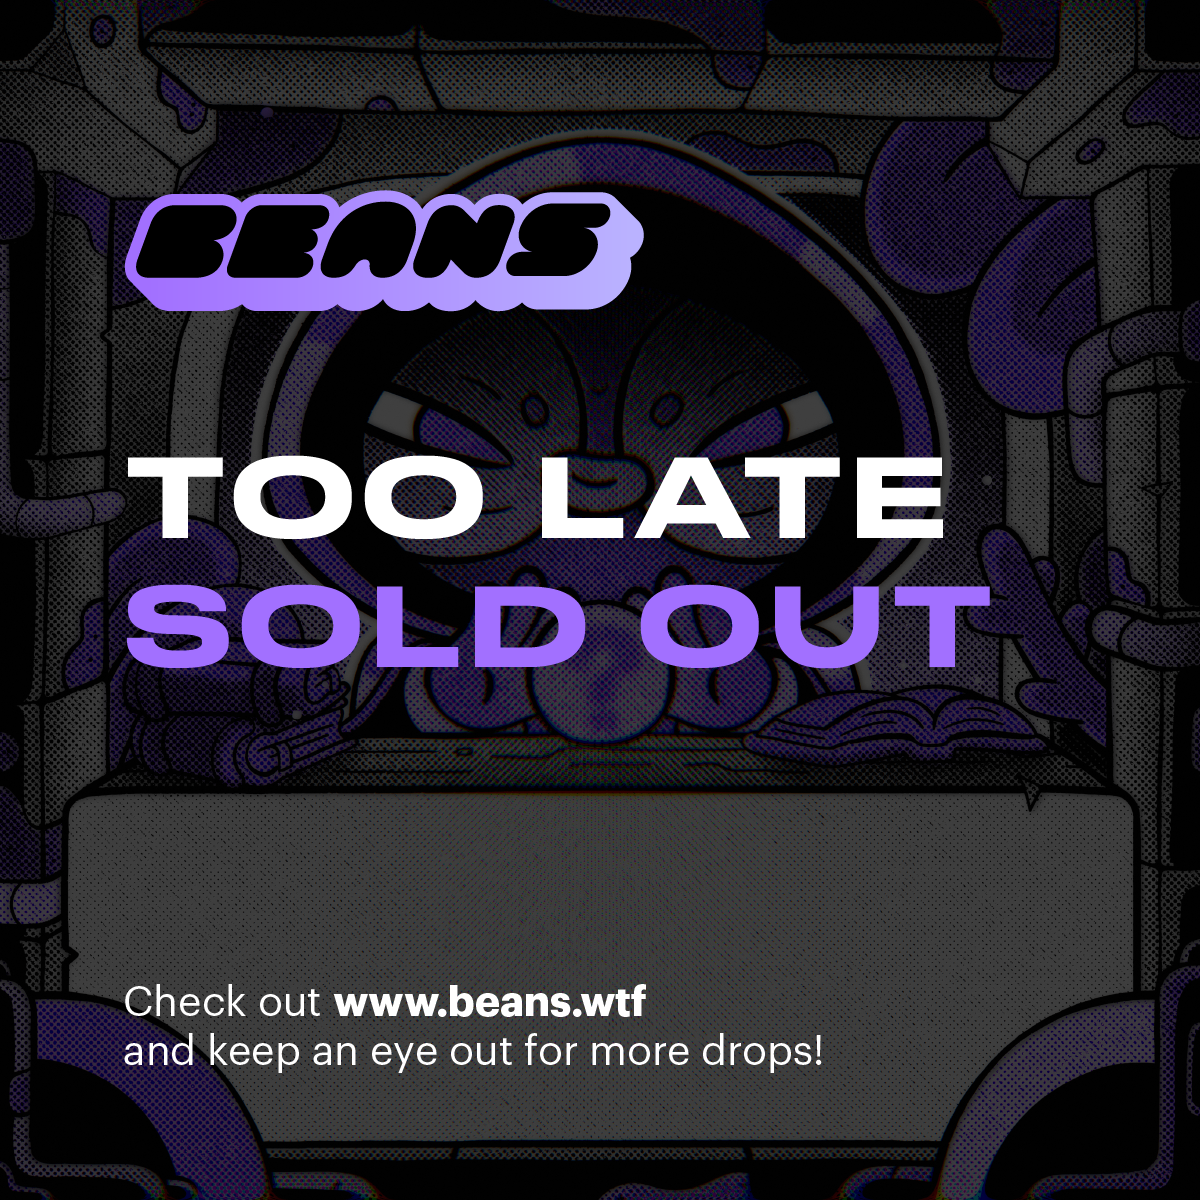 BEANS
TOO LATE
SOLD OUT
Check out www.beans.wtf
and keep an eye out for more drops!